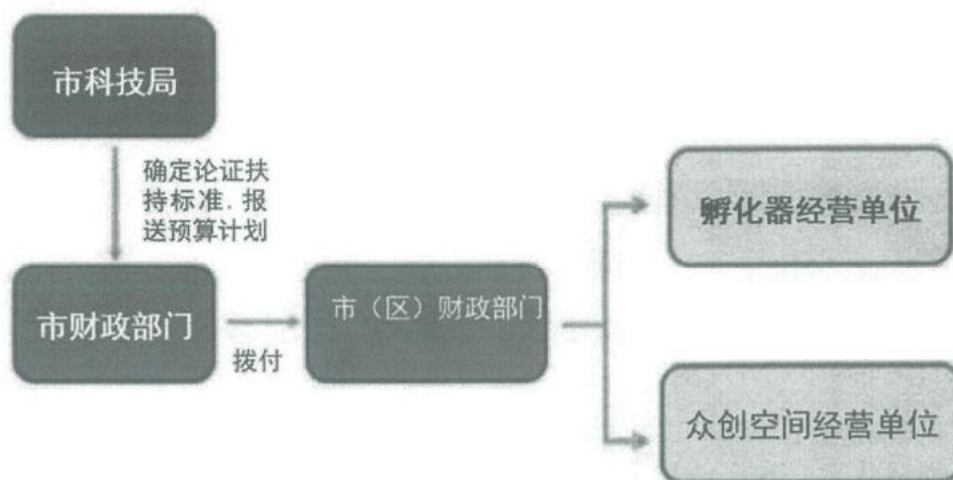 市科技局
确定论证扶
持标准.报
送预算计划
市财政部门
拨付
市（区）财政部门
孵化器经营单位
众创空间经营单位